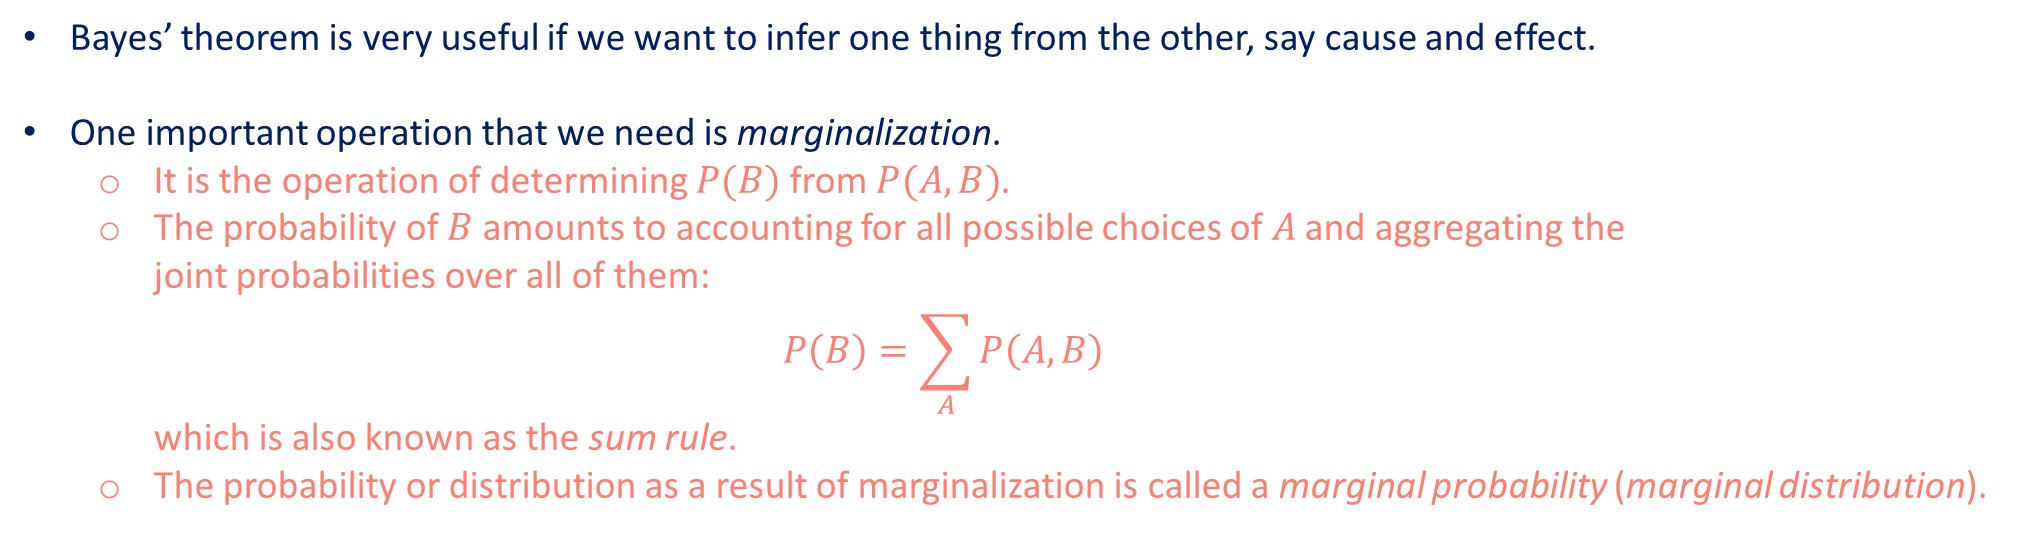 • Bayes’ theorem is very useful if we want to infer one thing from the other, say cause and effect.
• One important operation that we need is marginalization.
○ It is the operation of determining P(B) from P(A, B).
○ The probability of B amounts to accounting for all possible choices of A and aggregating the
joint probabilities over all of them:
P(B) = ∑ P(A, B)
A
which is also known as the sum rule.
○ The probability or distribution as a result of marginalization is called a marginal probability (marginal distribution).